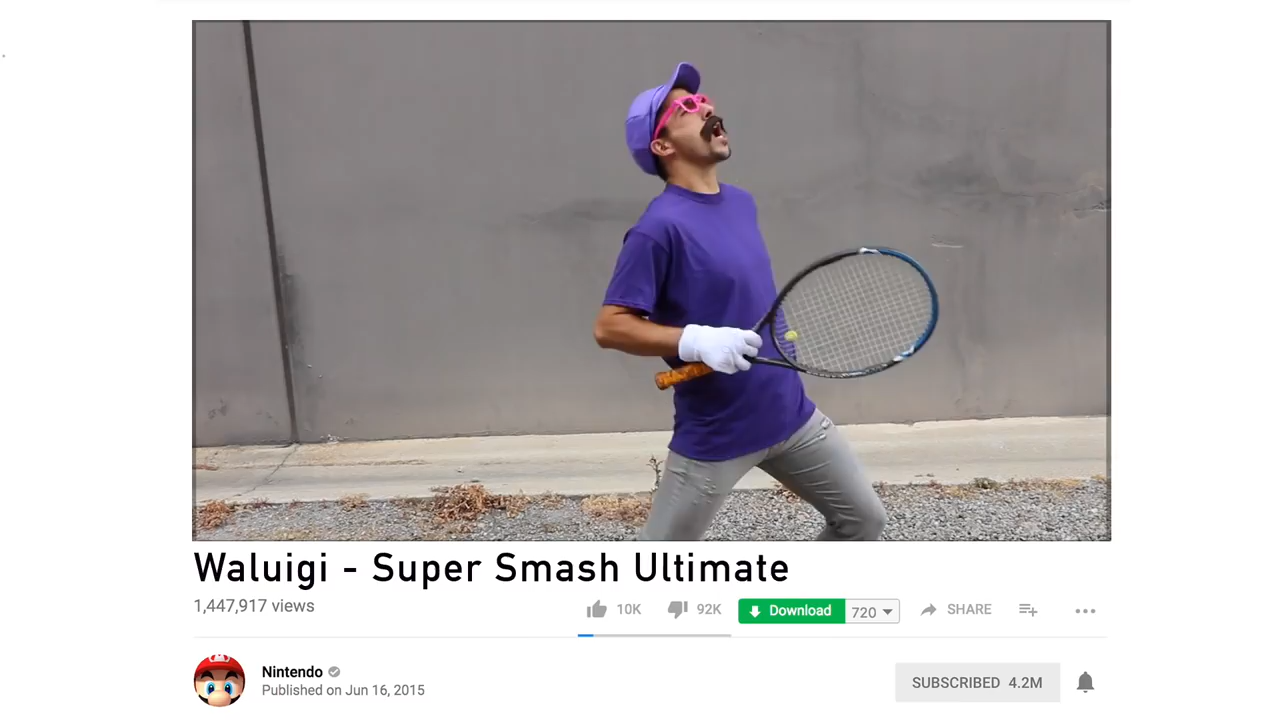 Waluigi - Super Smash Ultimate
1,447,917 views
10K
92K
Download
720
SHARE
Nintendo
Published on Jun 16, 2015
SUBSCRIBED 4.2M